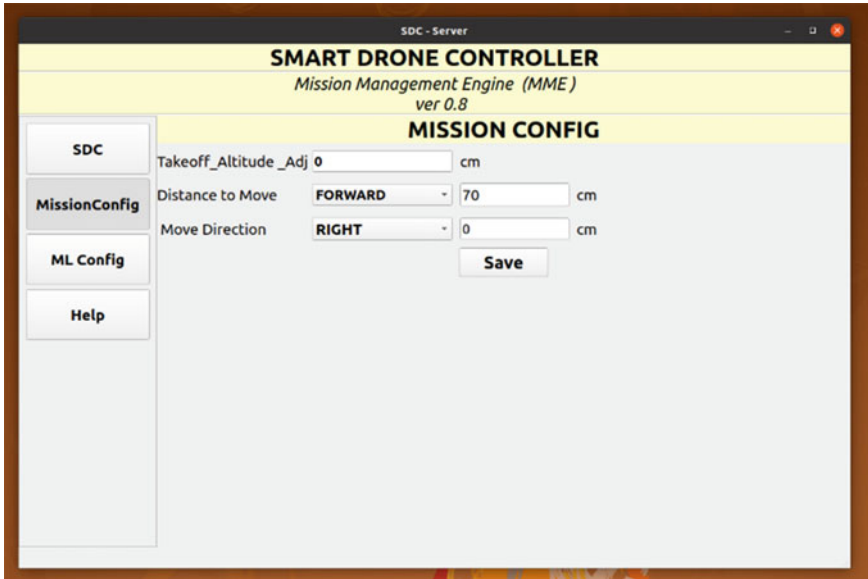 SDC - Server
SMART DRONE CONTROLLER
Mission Management Engine (MME )
ver 0.8
MISSION CONFIG
SDC
MissionConfig
ML Config
Help
Takeoff_Altitude _Adj 0 cm
Distance to Move FORWARD 70 cm
Move Direction RIGHT 0 cm
Save